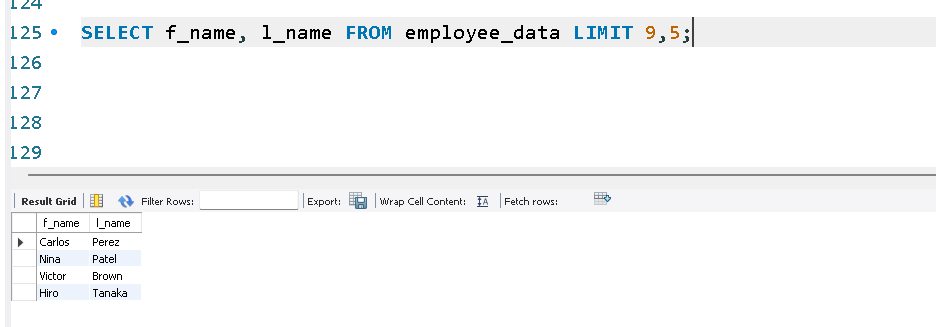 124
125 SELECT f_name, l_name FROM employee_data LIMIT 9,5;
126
127
128
129
Result Grid Filter Rows: Export: Wrap Cell Content: IA Fetch rows:
f_name l_name
Carlos Perez
Nina Patel
Victor Brown
Hiro Tanaka